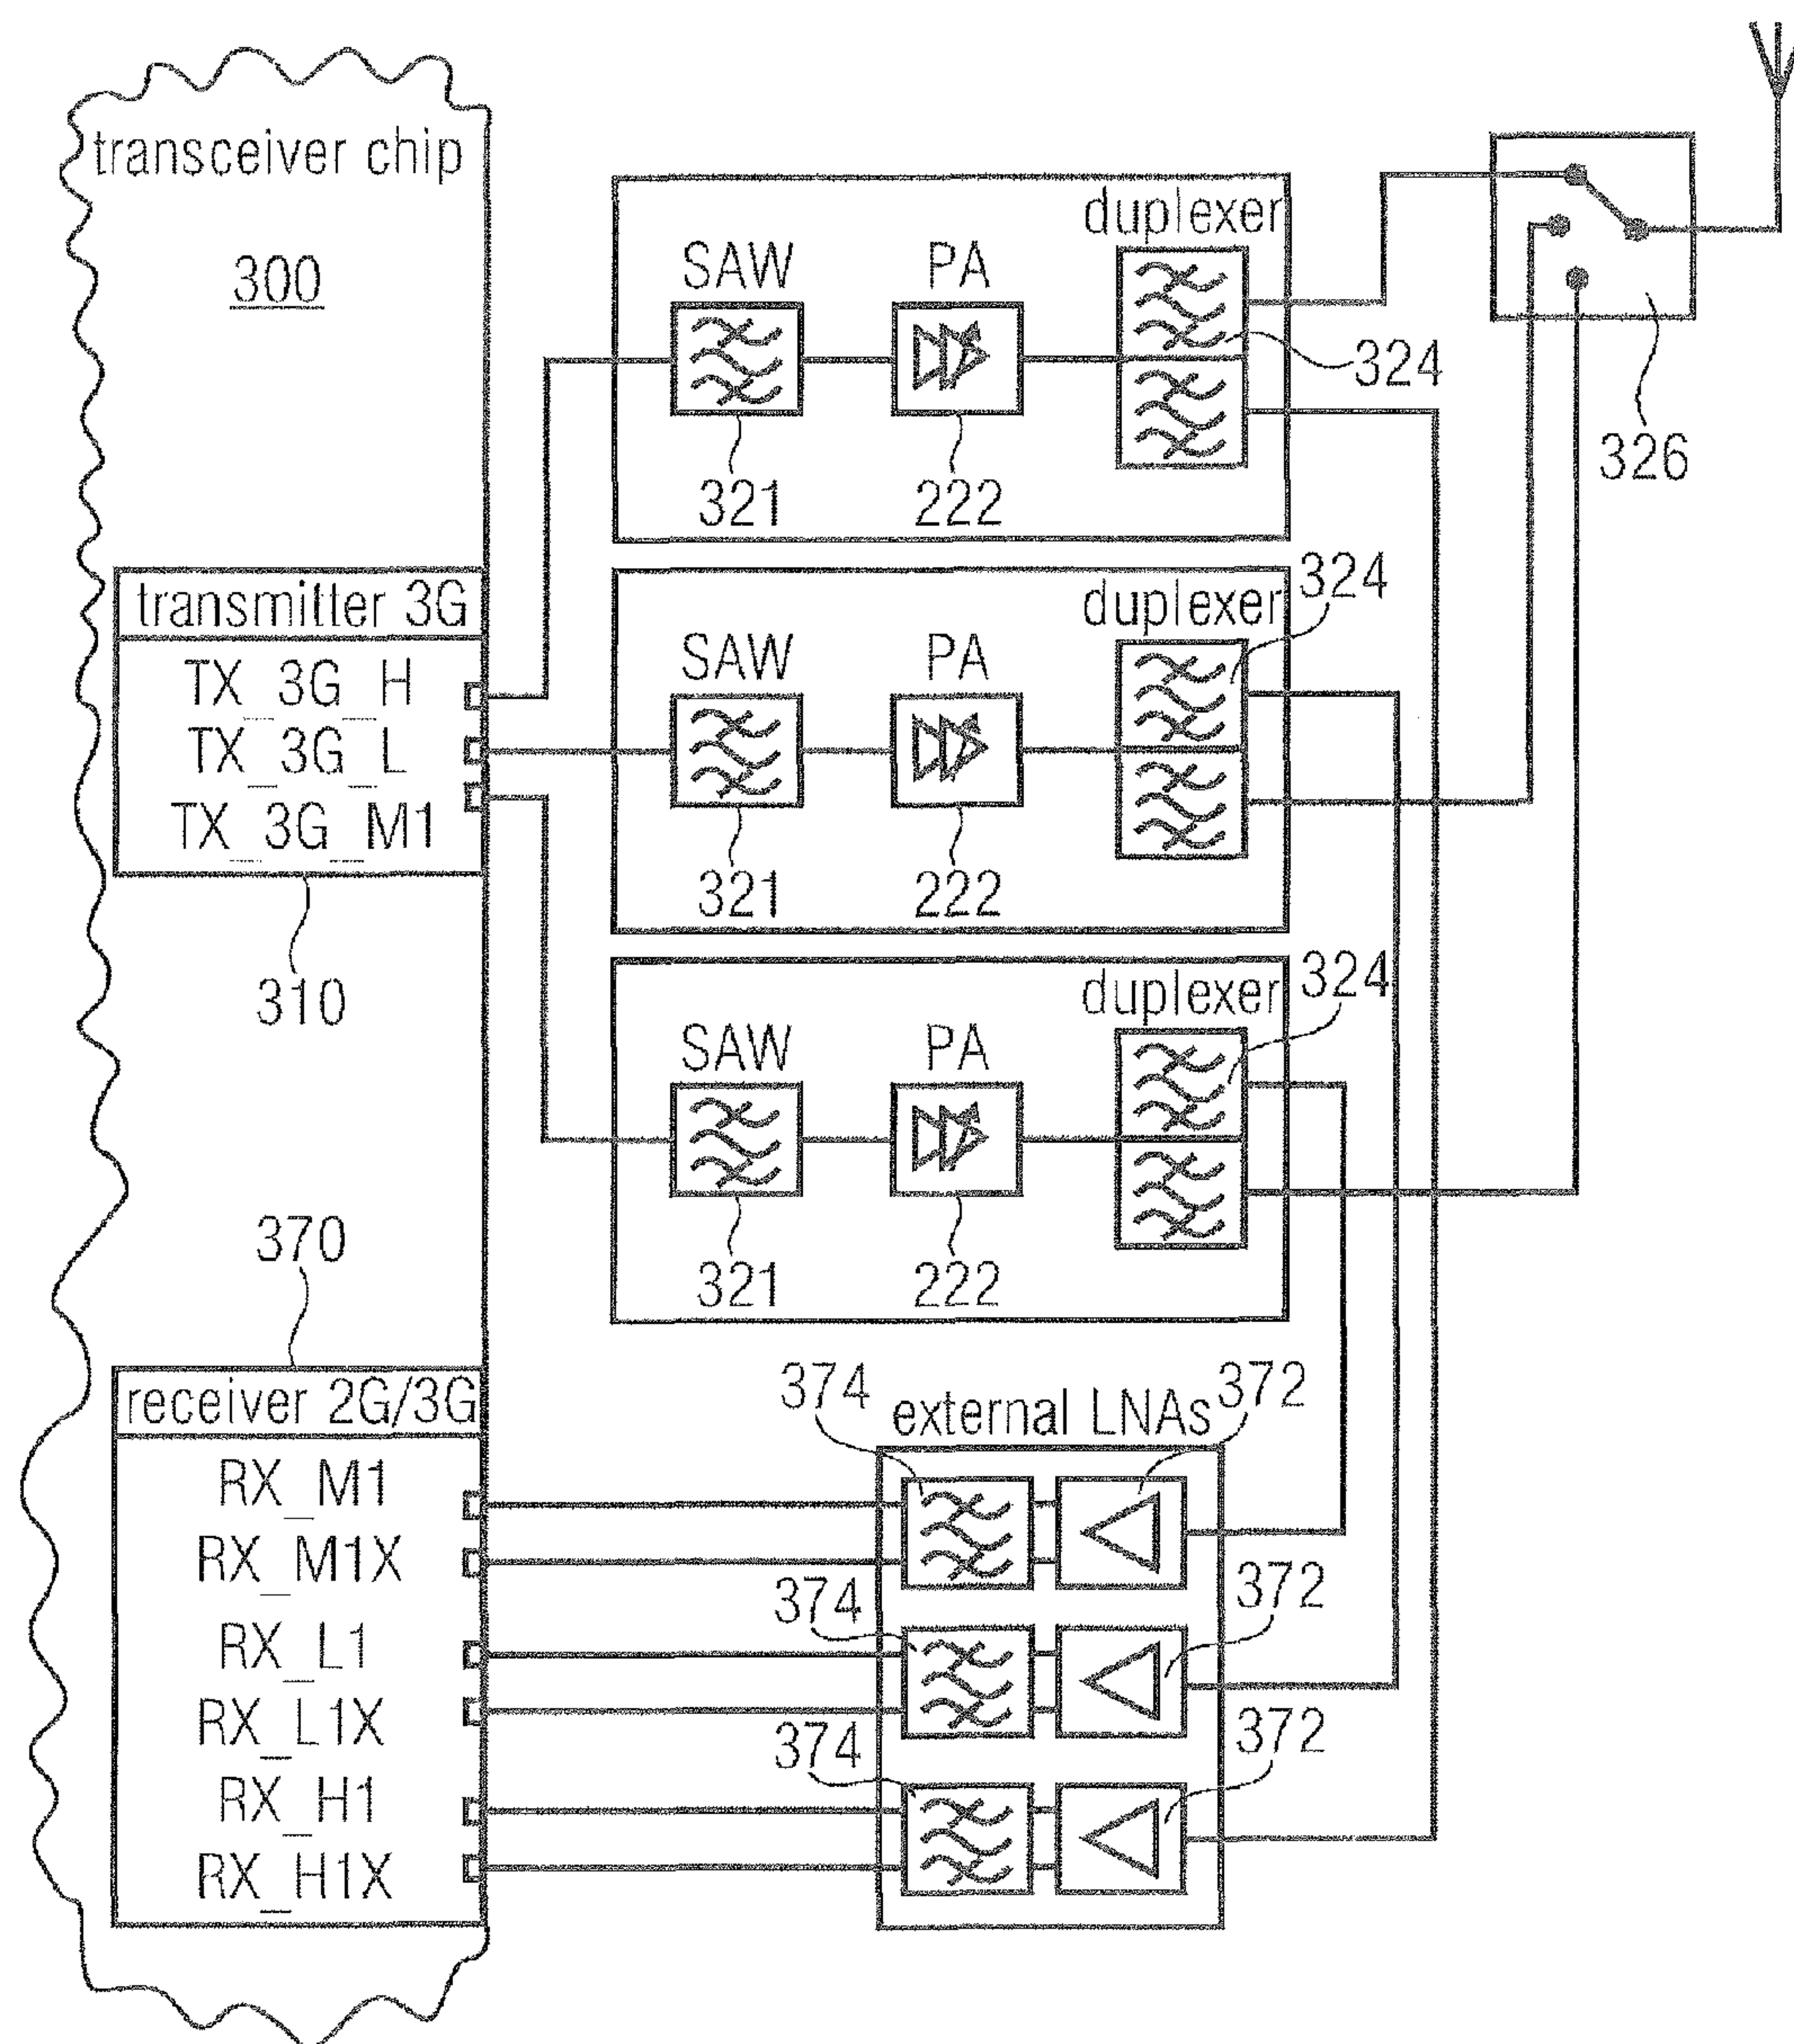 transceiver chip
300
duplexer
SAW
PA
324
321
222
326
transmitter 3G
TX_3G_H
TX_3G_L
TX_3G_M1
310
duplexer
324
SAW
PA
321
222
duplexer
324
SAW
PA
321
222
370
receiver 2G/3G
RX_M1
RX_M1X
RX_L1
RX_L1X
RX_H1
RX_H1X
374
external LNAs
372
374
372
374
372